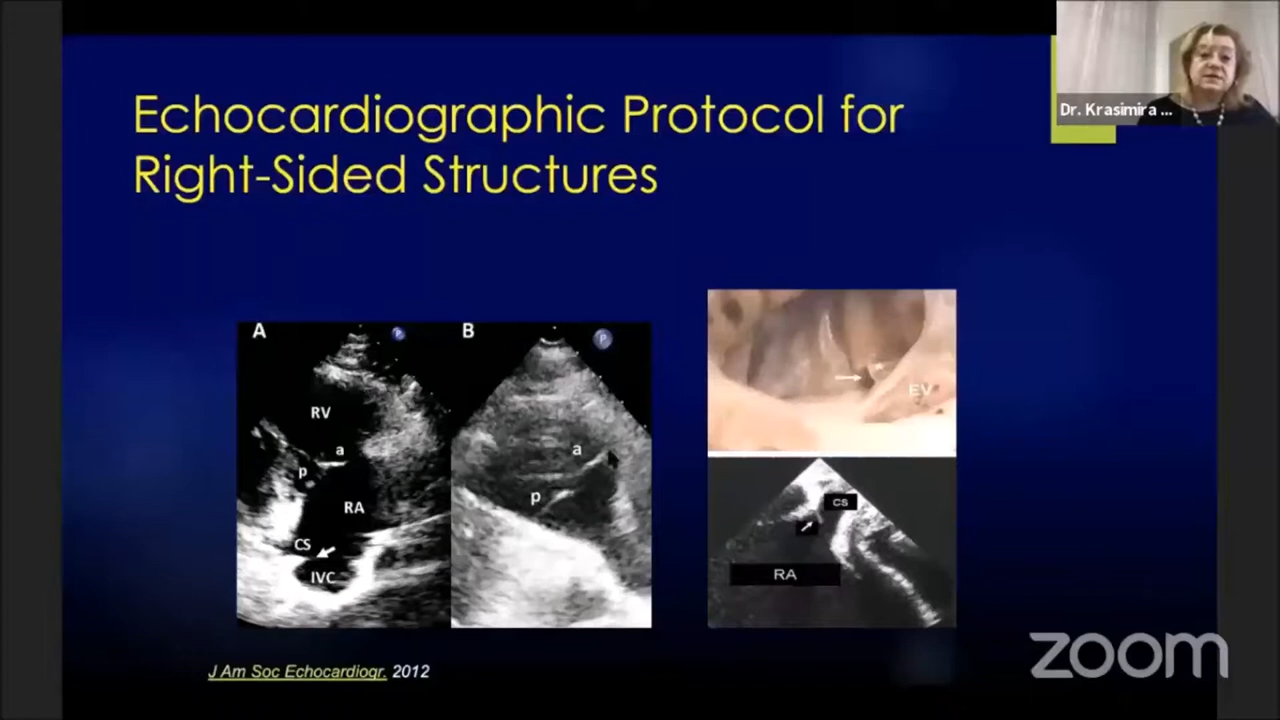 Dr. Krasimira ...
Echocardiographic Protocol for
Right-Sided Structures
A
P
B
P
RV
a
p
RA
CS
IVC
a
p
EV
CS
RA
J Am Soc Echocardiogr. 2012
zoom